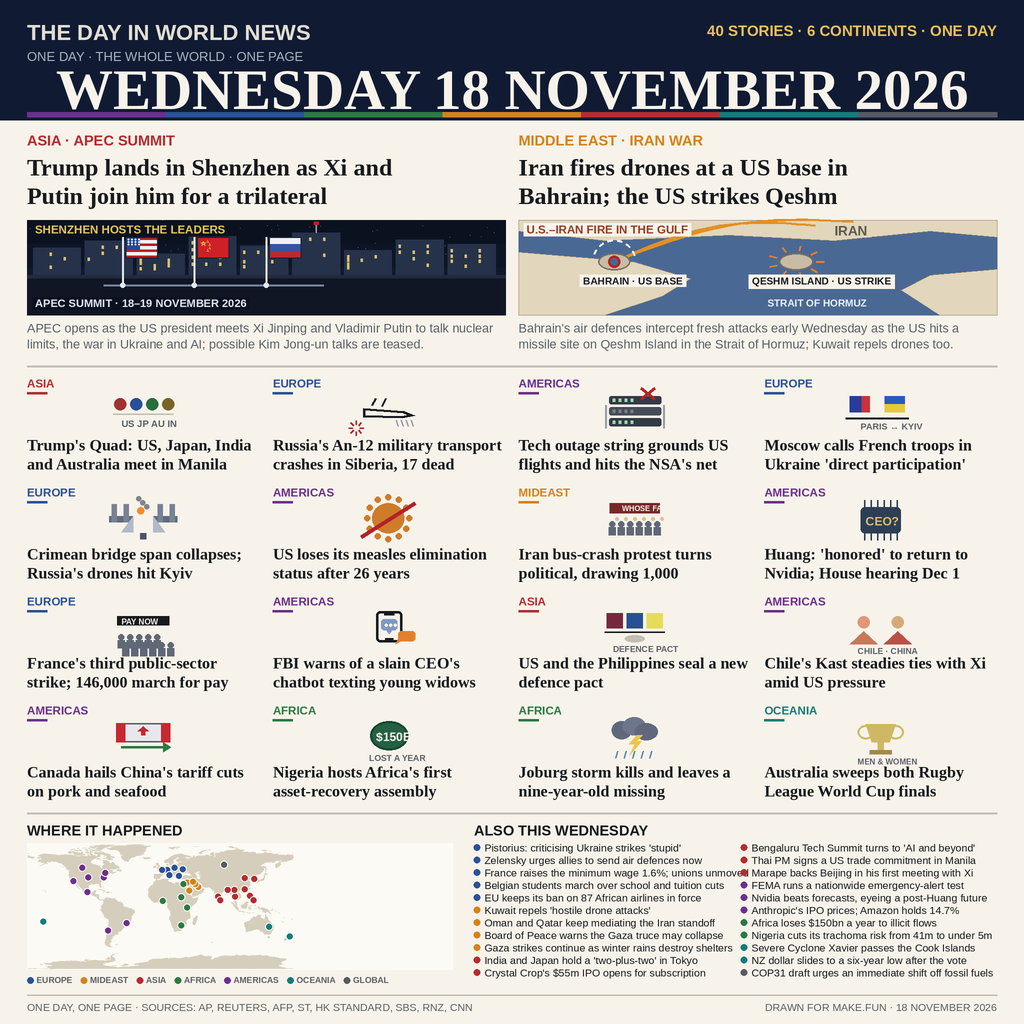 THE DAY IN WORLD NEWS
40 STORIES · 6 CONTINENTS · ONE DAY
ONE DAY · THE WHOLE WORLD · ONE PAGE
WEDNESDAY 18 NOVEMBER 2026
ASIA · APEC SUMMIT
Trump lands in Shenzhen as Xi and
Putin join him for a trilateral
SHENZHEN HOSTS THE LEADERS
APEC SUMMIT · 18–19 NOVEMBER 2026
APEC opens as the US president meets Xi Jinping and Vladimir Putin to talk nuclear
limits, the war in Ukraine and AI; possible Kim Jong-un talks are teased.
MIDDLE EAST · IRAN WAR
Iran fires drones at a US base in
Bahrain; the US strikes Qeshm
U.S.–IRAN FIRE IN THE GULF
IRAN
BAHRAIN · US BASE
QESHM ISLAND · US STRIKE
STRAIT OF HORMUZ
Bahrain's air defences intercept fresh attacks early Wednesday as the US hits a
missile site on Qeshm Island in the Strait of Hormuz; Kuwait repels drones too.
ASIA
US JP AU IN
Trump's Quad: US, Japan, India
and Australia meet in Manila
EUROPE
Russia's An-12 military transport
crashes in Siberia, 17 dead
AMERICAS
Tech outage string grounds US
flights and hits the NSA's net
EUROPE
PARIS ↔ KYIV
Moscow calls French troops in
Ukraine 'direct participation'
EUROPE
Crimean bridge span collapses;
Russia's drones hit Kyiv
AMERICAS
US loses its measles elimination
status after 26 years
MIDEAST
WHOSE FA
Iran bus-crash protest turns
political, drawing 1,000
AMERICAS
CEO?
Huang: 'honored' to return to
Nvidia; House hearing Dec 1
EUROPE
PAY NOW
France's third public-sector
strike; 146,000 march for pay
AMERICAS
FBI warns of a slain CEO's
chatbot texting young widows
ASIA
DEFENCE PACT
US and the Philippines seal a new
defence pact
AMERICAS
CHILE · CHINA
Chile's Kast steadies ties with Xi
amid US pressure
AMERICAS
Canada hails China's tariff cuts
on pork and seafood
AFRICA
$150B
LOST A YEAR
Nigeria hosts Africa's first
asset-recovery assembly
AFRICA
Joburg storm kills and leaves a
nine-year-old missing
OCEANIA
MEN & WOMEN
Australia sweeps both Rugby
League World Cup finals
WHERE IT HAPPENED
EUROPE
MIDEAST
ASIA
AFRICA
AMERICAS
OCEANIA
GLOBAL
ALSO THIS WEDNESDAY
Pistorius: criticising Ukraine strikes 'stupid'
Zelensky urges allies to send air defences now
France raises the minimum wage 1.6%; unions unmoved
Belgian students march over school and tuition cuts
EU keeps its ban on 87 African airlines in force
Kuwait repels 'hostile drone attacks'
Oman and Qatar keep mediating the Iran standoff
Board of Peace warns the Gaza truce may collapse
Gaza strikes continue as winter rains destroy shelters
India and Japan hold a 'two-plus-two' in Tokyo
Crystal Crop's $55m IPO opens for subscription
Bengaluru Tech Summit turns to 'AI and beyond'
Thai PM signs a US trade commitment in Manila
Marape backs Beijing in his first meeting with Xi
FEMA runs a nationwide emergency-alert test
Nvidia beats forecasts, eyeing a post-Huang future
Anthropic's IPO prices; Amazon holds 14.7%
Africa loses $150bn a year to illicit flows
Nigeria cuts its trachoma risk from 41m to under 5m
Severe Cyclone Xavier passes the Cook Islands
NZ dollar slides to a six-year low after the vote
COP31 draft urges an immediate shift off fossil fuels
ONE DAY, ONE PAGE · SOURCES: AP, REUTERS, AFP, ST, HK STANDARD, SBS, RNZ, CNN
DRAWN FOR MAKE.FUN · 18 NOVEMBER 2026